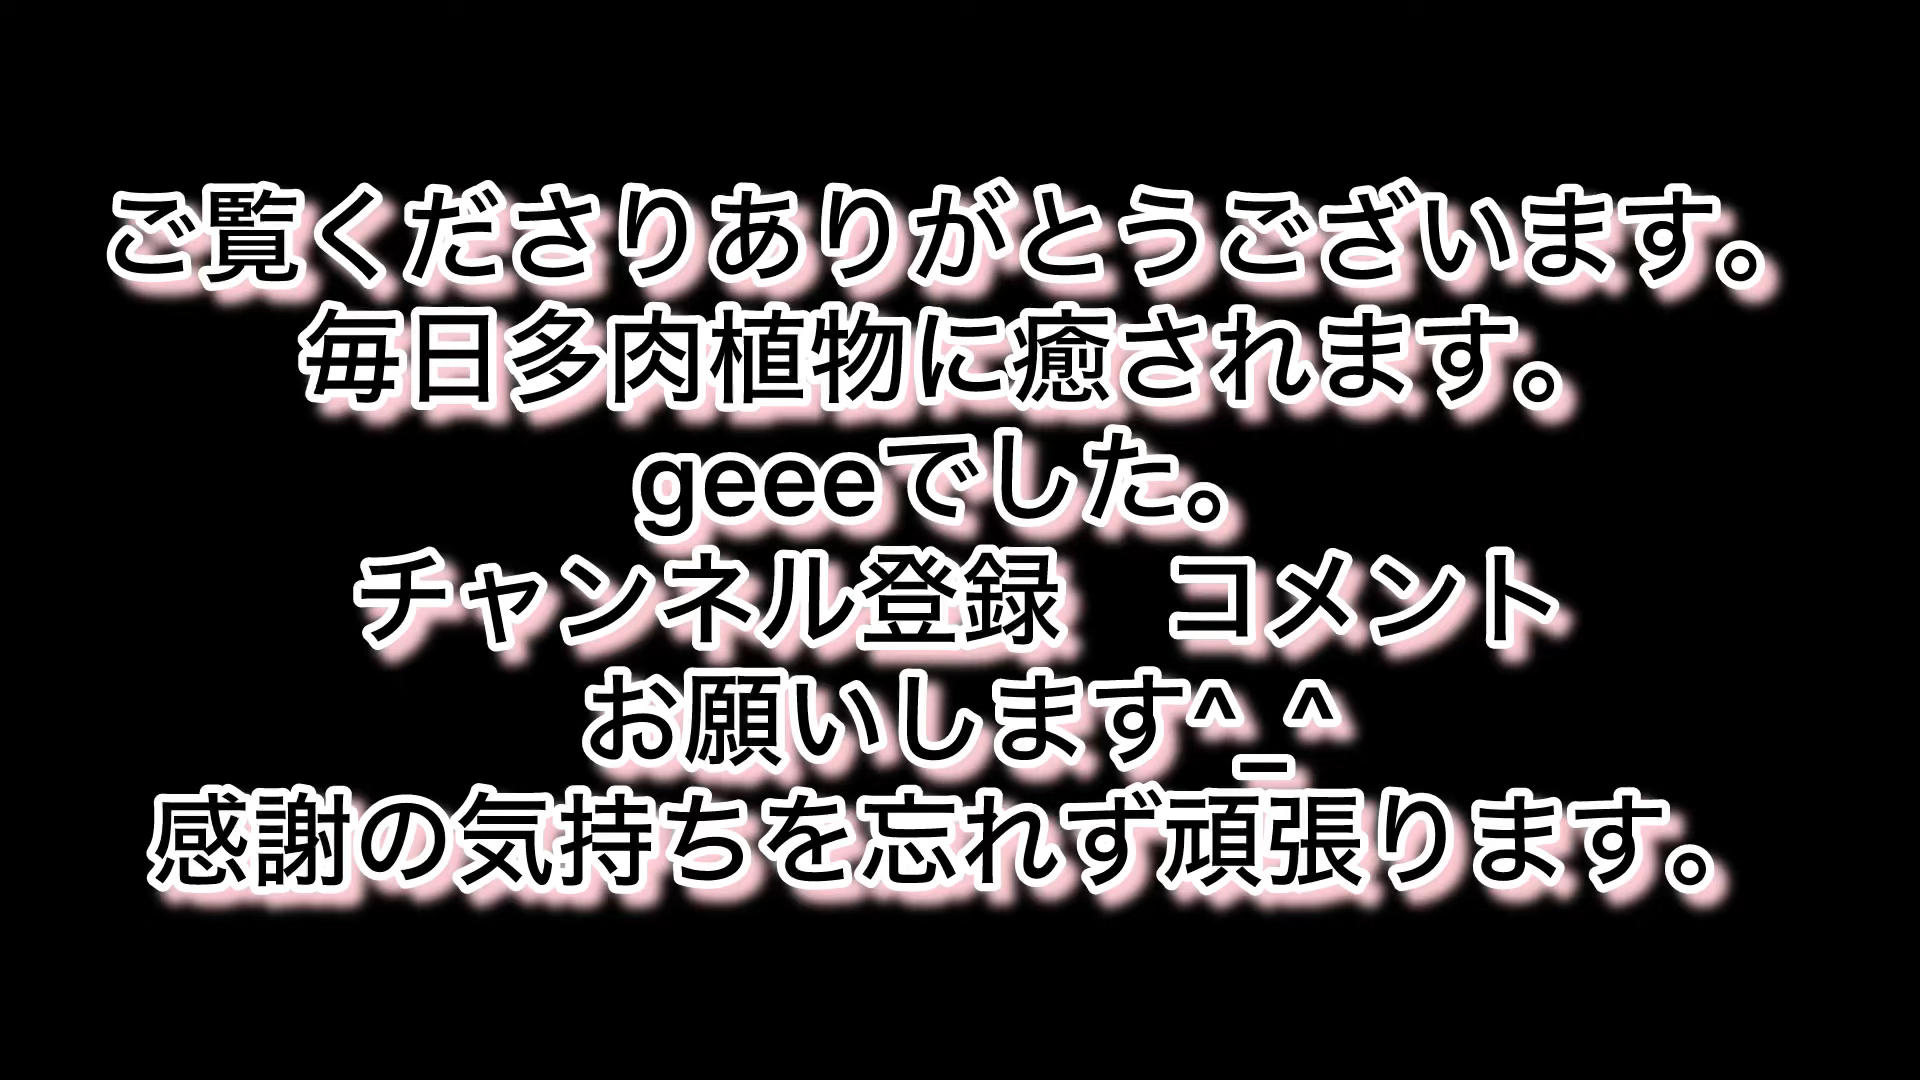 ご覧くださりありがとうございます。
毎日多肉植物に癒されます。
geeeでした。
チャンネル登録　コメント
お願いします^_^
感謝の気持ちを忘れず頑張ります。